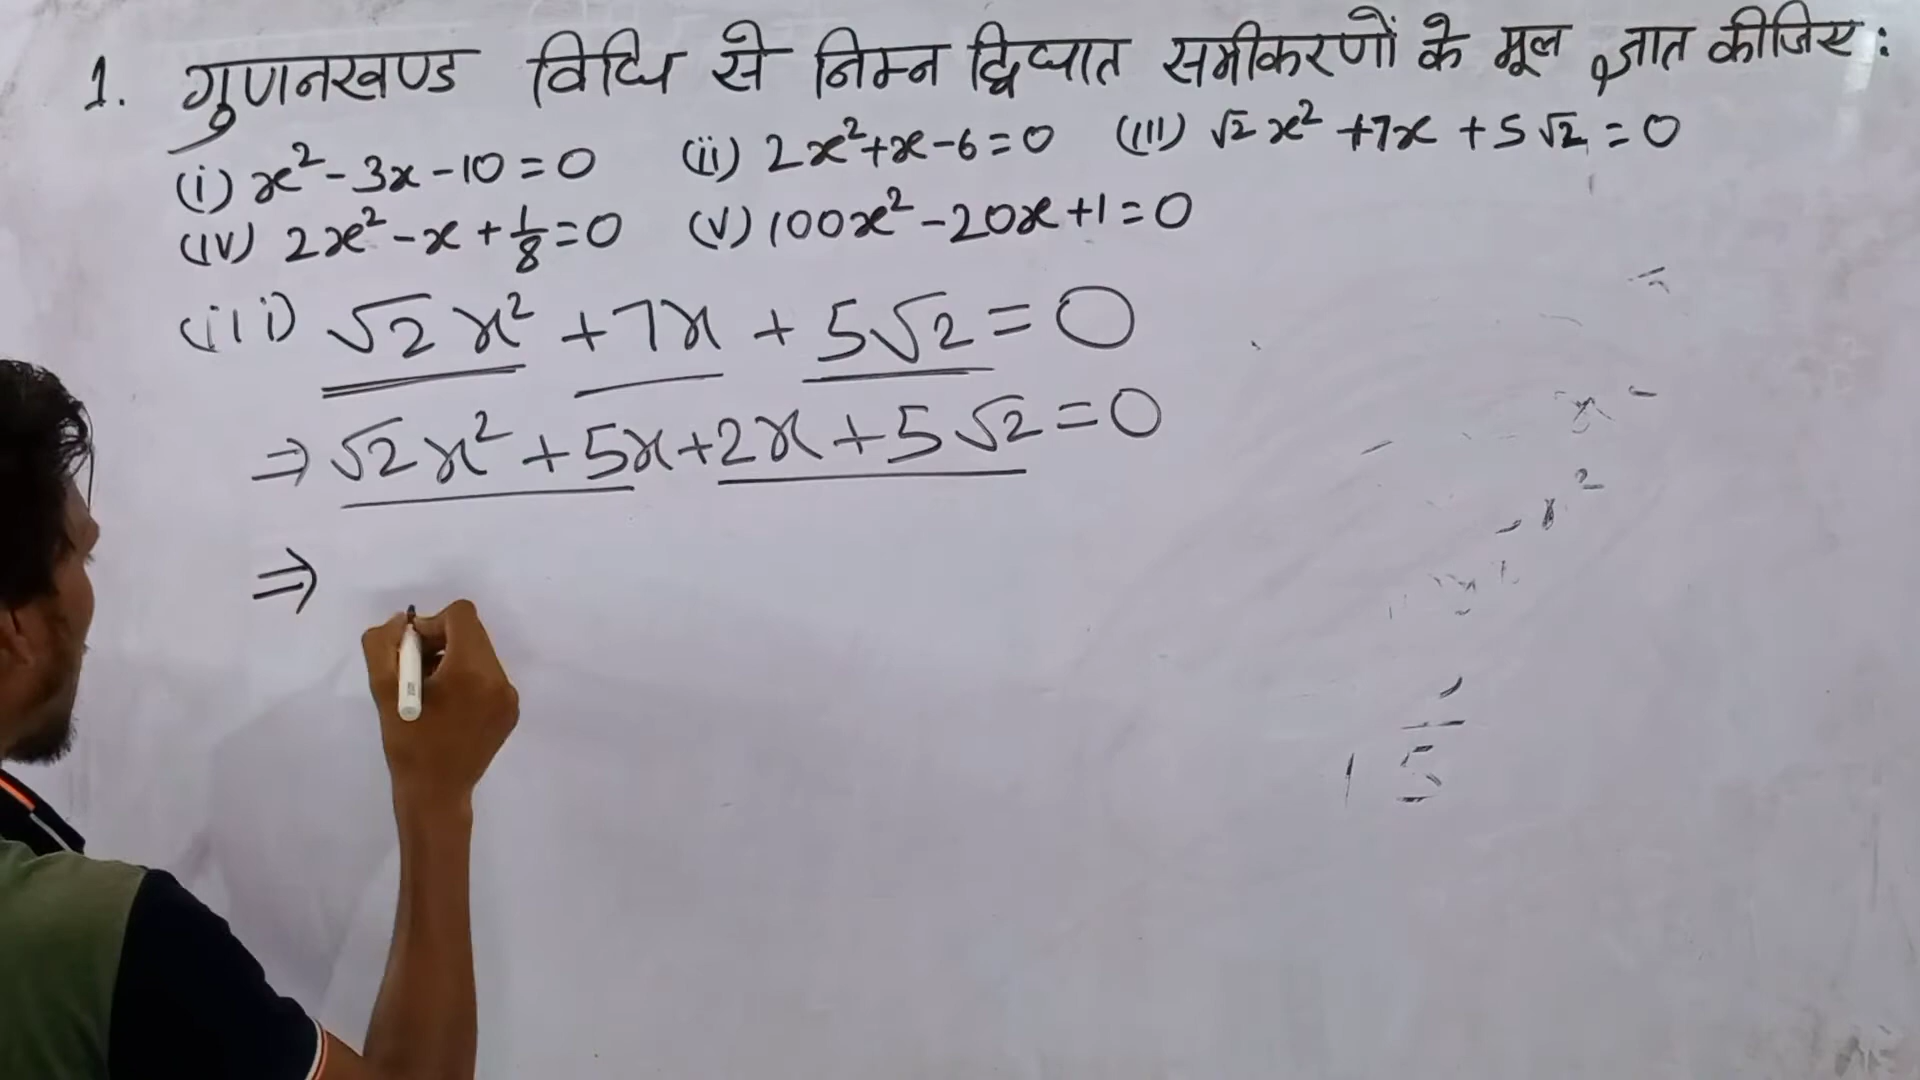 1. गुणनखण्ड विधि से निम्न द्विघात समीकरणों के मूल ज्ञात कीजिए:
(i) x² - 3x - 10 = 0 (ii) 2x² + x - 6 = 0 (iii) √2 x² + 7x + 5√2 = 0
(iv) 2x² - x + 1/8 = 0 (v) 100x² - 20x + 1 = 0
(iii) √2 x² + 7x + 5√2 = 0
⇒ √2 x² + 5x + 2x + 5√2 = 0
⇒